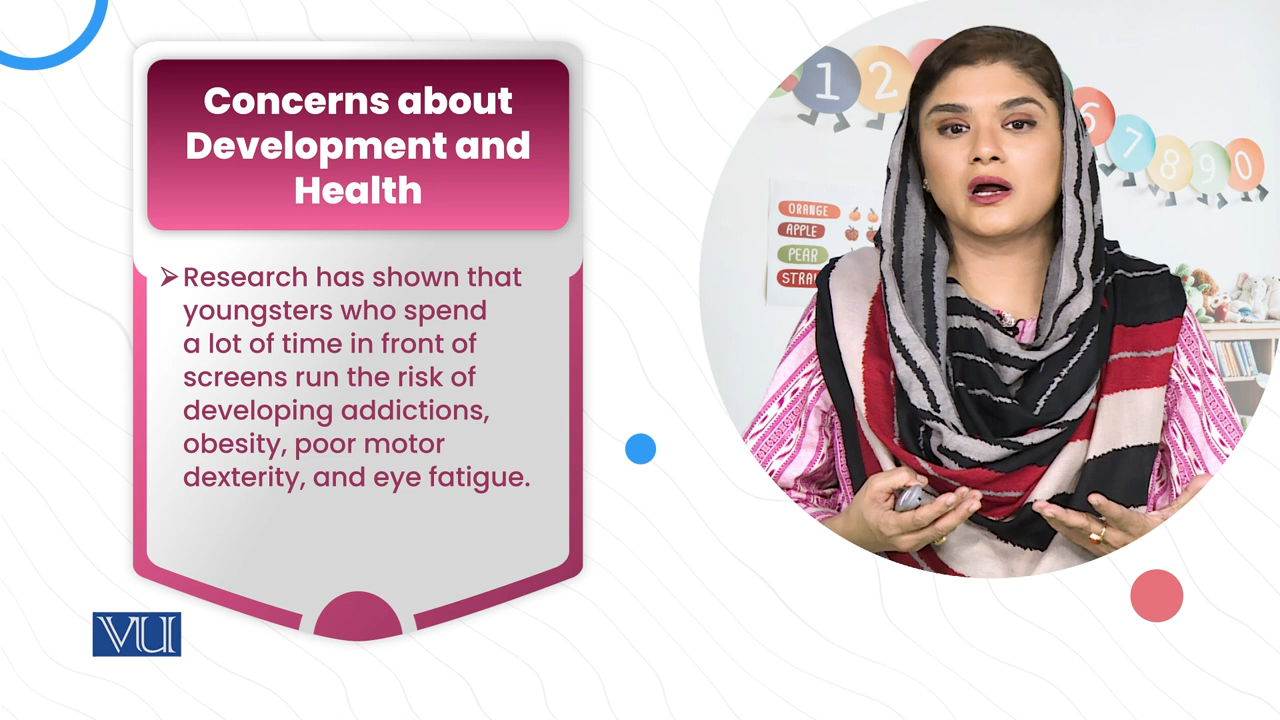 Concerns about
Development and
Health
➢Research has shown that
youngsters who spend
a lot of time in front of
screens run the risk of
developing addictions,
obesity, poor motor
dexterity, and eye fatigue.
VU
1 2
6 7 8 9 0
ORANGE
APPLE
PEAR
STRA